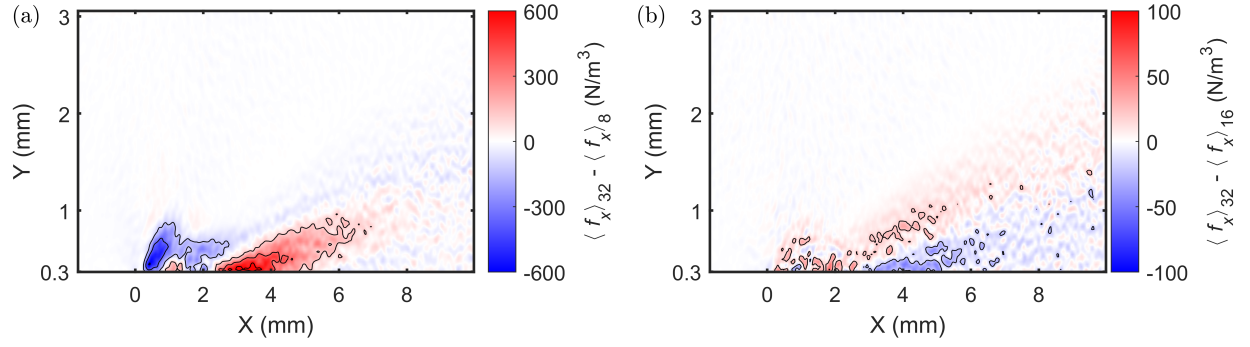 (a)
3
2
1
0.3
Y (mm)
0 2 4 6 8
X (mm)
600
300
0
-300
-600
⟨ f_x⟩_32 - ⟨ f_x⟩_8 (N/m^3)
(b)
3
2
1
0.3
Y (mm)
0 2 4 6 8
X (mm)
100
50
0
-50
-100
⟨ f_x⟩_32 - ⟨ f_x⟩_16 (N/m^3)